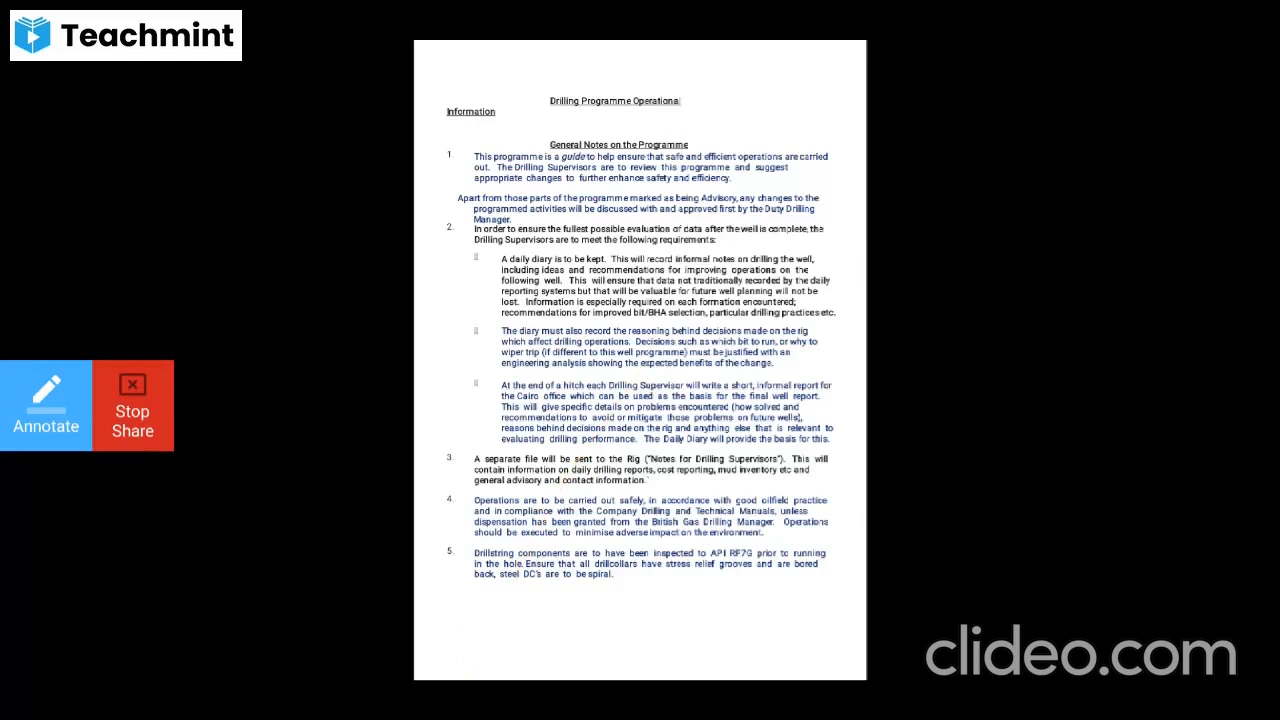 Teachmint
Drilling Programme Operational
Information
General Notes on the Programme
1 This programme is a guide to help ensure that safe and efficient operations are carried
out. The Drilling Supervisors are to review this programme and suggest
appropriate changes to further enhance safety and efficiency.
Apart from those parts of the programme marked as being Advisory, any changes to the
programmed activities will be discussed with and approved first by the Duty Drilling
Manager.
2. In order to ensure the fullest possible evaluation of data after the well is complete, the
Drilling Supervisors are to meet the following requirements:
A daily diary is to be kept. This will record informal notes on drilling the well,
including ideas and recommendations for improving operations on the
following well. This will ensure that data not traditionally recorded by the daily
reporting systems but that will be valuable for future well planning will not be
lost. Information is especially required on each formation encountered;
recommendations for improved bit/BHA selection, particular drilling practices etc.
The diary must also record the reasoning behind decisions made on the rig
which affect drilling operations. Decisions such as which bit to run, or why to
wiper trip (if different to this well programme) must be justified with an
engineering analysis showing the expected benefits of the change.
At the end of a hitch each Drilling Supervisor will write a short, informal report for
the Cairo office which can be used as the basis for the final well report.
This will give specific details on problems encountered (how solved and
recommendations to avoid or mitigate those problems on future wells),
reasons behind decisions made on the rig and anything else that is relevant to
evaluating drilling performance. The Daily Diary will provide the basis for this.
3. A separate file will be sent to the Rig ("Notes for Drilling Supervisors"). This will
contain information on daily drilling reports, cost reporting, mud inventory etc and
general advisory and contact information.
4. Operations are to be carried out safely, in accordance with good oilfield practice
and in compliance with the Company Drilling and Technical Manuals, unless
dispensation has been granted from the British Gas Drilling Manager. Operations
should be executed to minimise adverse impact on the environment.
5. Drillstring components are to have been inspected to API RP7G prior to running
in the hole. Ensure that all drillcollars have stress relief grooves and are bored
back, steel DC's are to be spiral.
Annotate
Stop
Share
clideo.com